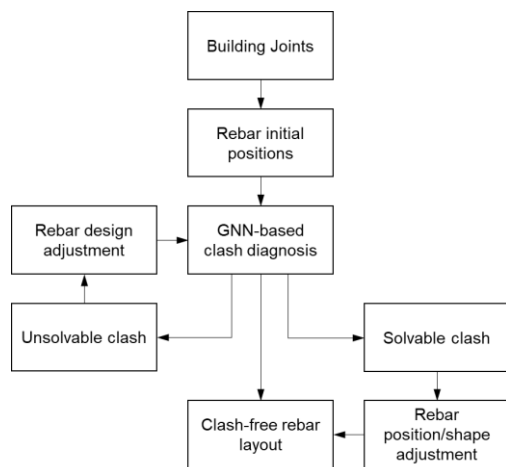 Building Joints
Rebar initial
positions
Rebar design
adjustment
GNN-based
clash diagnosis
Unsolvable clash
Solvable clash
Clash-free rebar
layout
Rebar
position/shape
adjustment